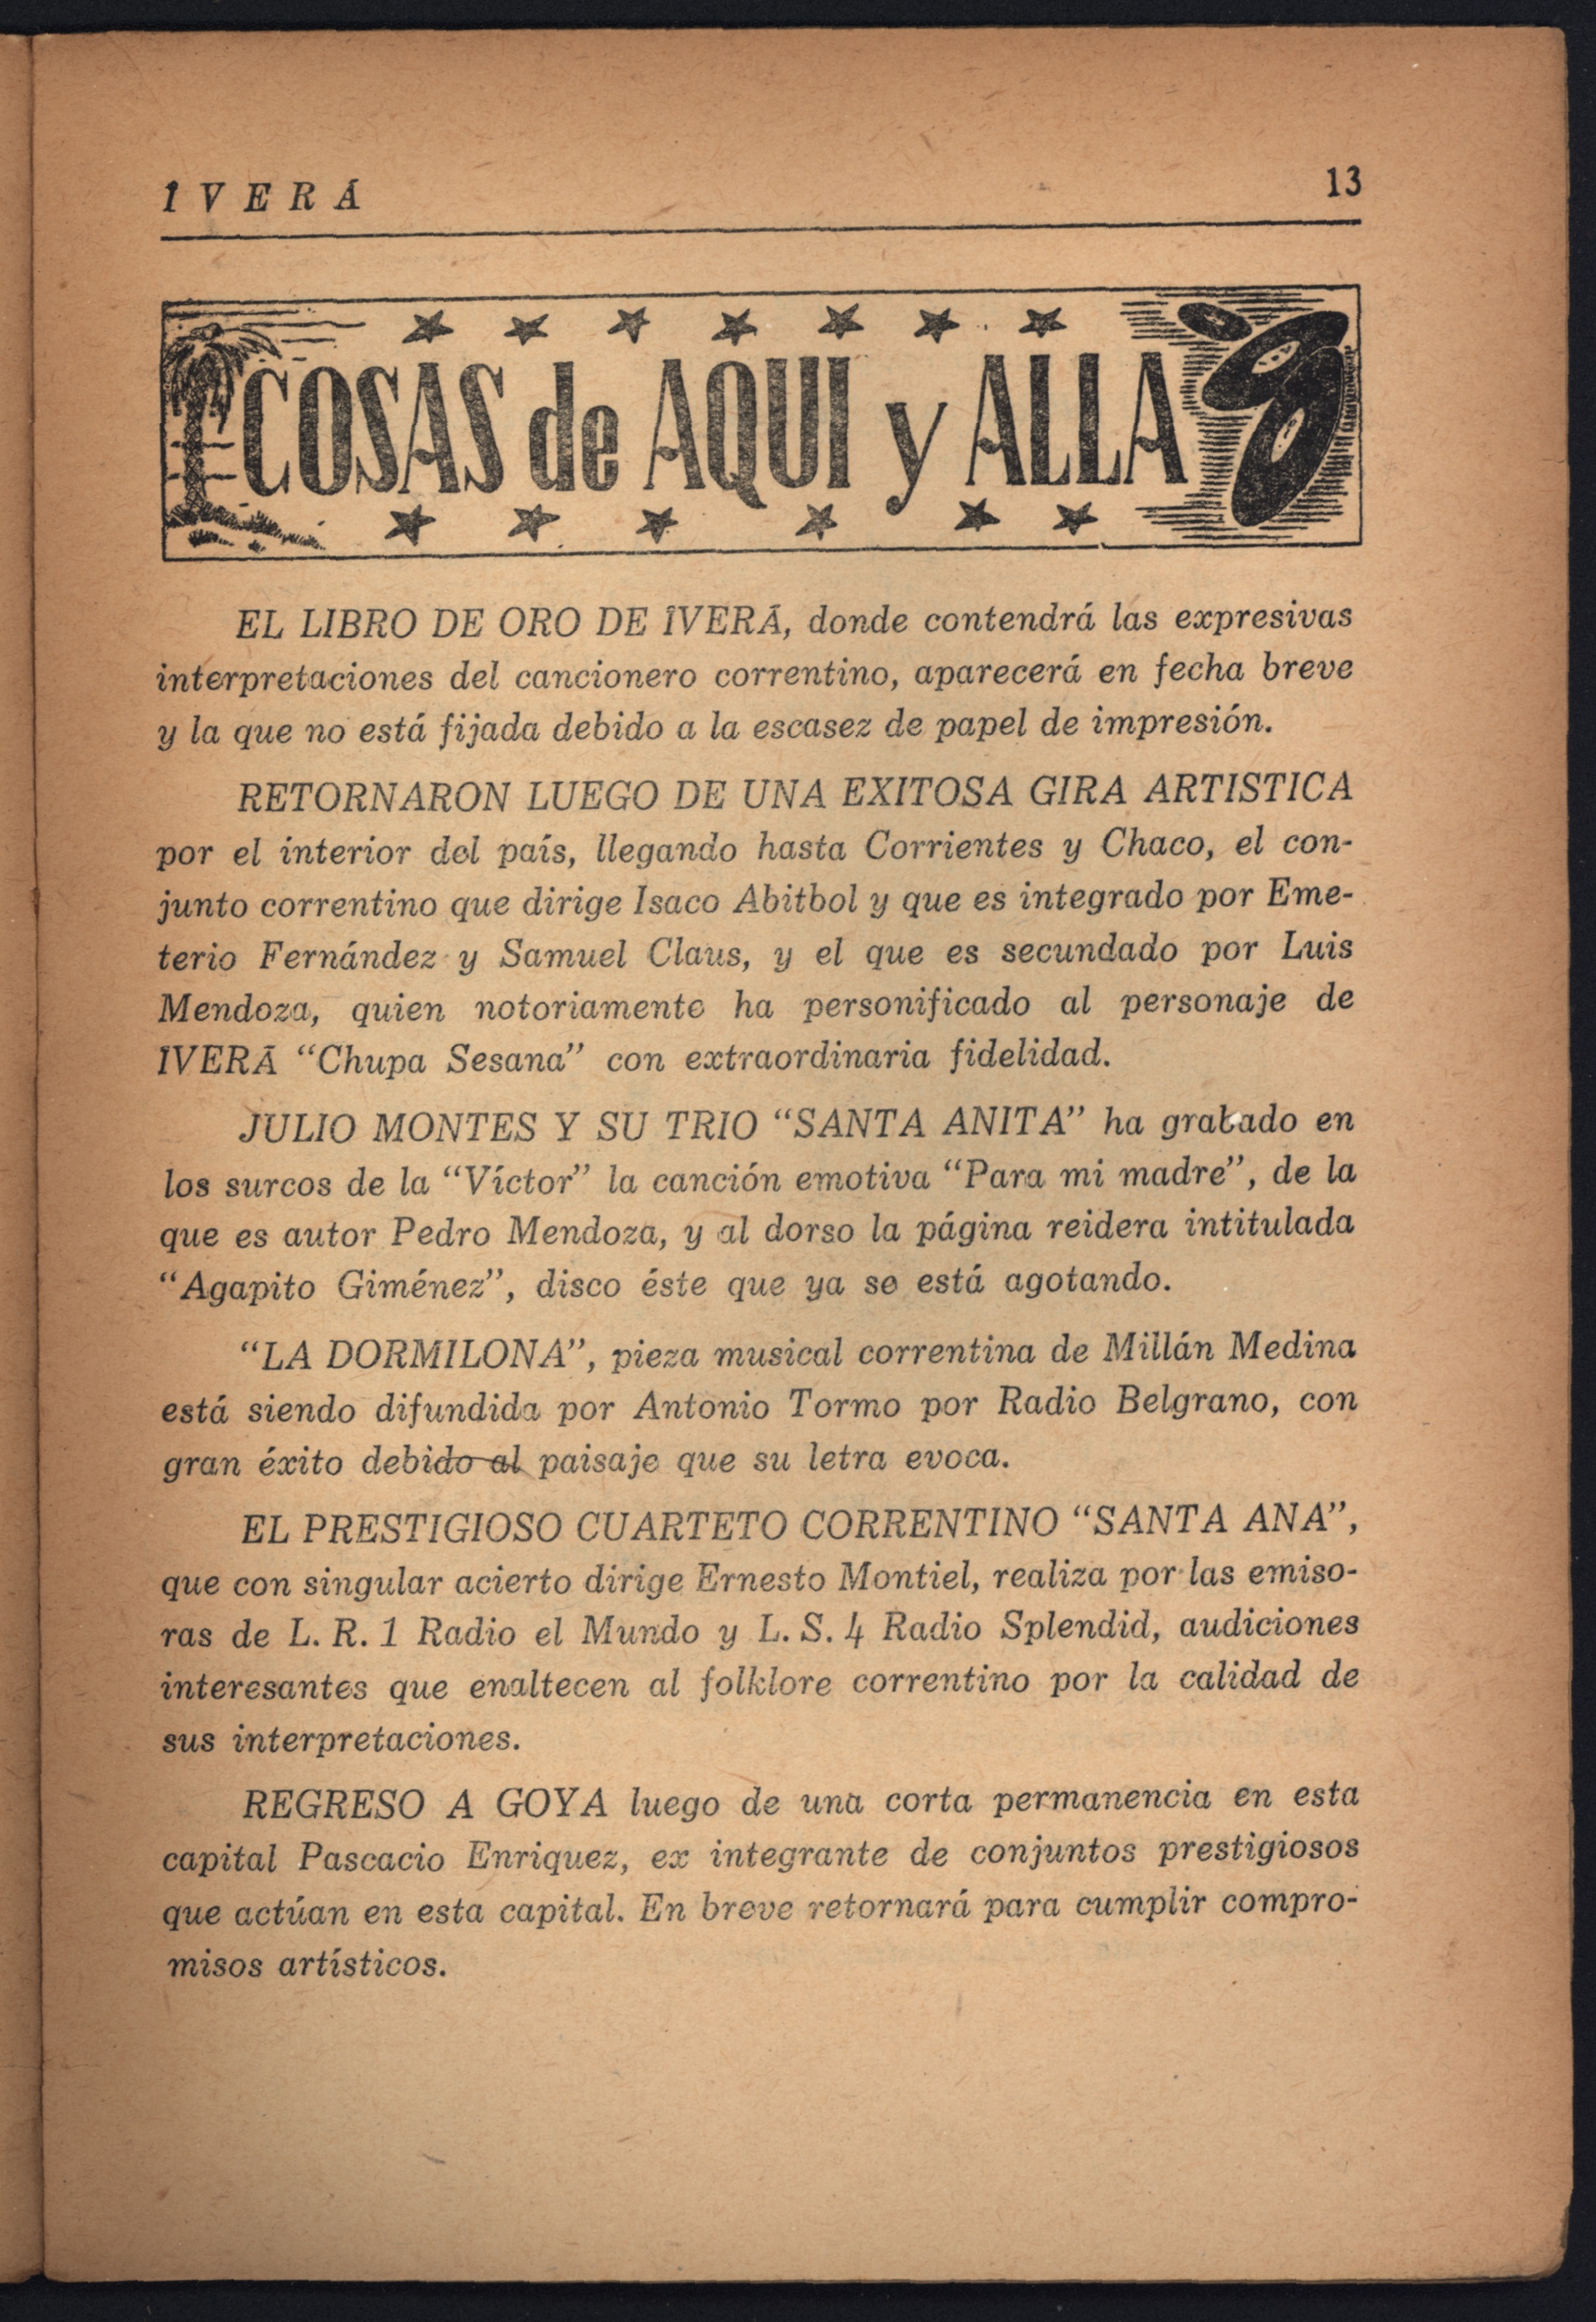 ÎVERÁ
13
COSAS de AQUI y ALLA
EL LIBRO DE ORO DE ÎVERÁ, donde contendrá las expresivas
interpretaciones del cancionero correntino, aparecerá en fecha breve
y la que no está fijada debido a la escasez de papel de impresión.
RETORNARON LUEGO DE UNA EXITOSA GIRA ARTISTICA
por el interior del país, llegando hasta Corrientes y Chaco, el con-
junto correntino que dirige Isaco Abitbol y que es integrado por Eme-
terio Fernández y Samuel Claus, y el que es secundado por Luis
Mendoza, quien notoriamente ha personificado al personaje de
ÎVERÁ “Chupa Sesana” con extraordinaria fidelidad.
JULIO MONTES Y SU TRIO “SANTA ANITA” ha grabado en
los surcos de la “Víctor” la canción emotiva “Para mi madre”, de la
que es autor Pedro Mendoza, y al dorso la página reidera intitulada
“Agapito Giménez”, disco éste que ya se está agotando.
“LA DORMILONA”, pieza musical correntina de Millán Medina
está siendo difundida por Antonio Tormo por Radio Belgrano, con
gran éxito debido al paisaje que su letra evoca.
EL PRESTIGIOSO CUARTETO CORRENTINO “SANTA ANA”,
que con singular acierto dirige Ernesto Montiel, realiza por las emiso-
ras de L. R. 1 Radio el Mundo y L. S. 4 Radio Splendid, audiciones
interesantes que enaltecen al folklore correntino por la calidad de
sus interpretaciones.
REGRESO A GOYA luego de una corta permanencia en esta
capital Pascacio Enriquez, ex integrante de conjuntos prestigiosos
que actúan en esta capital. En breve retornará para cumplir compro-
misos artísticos.